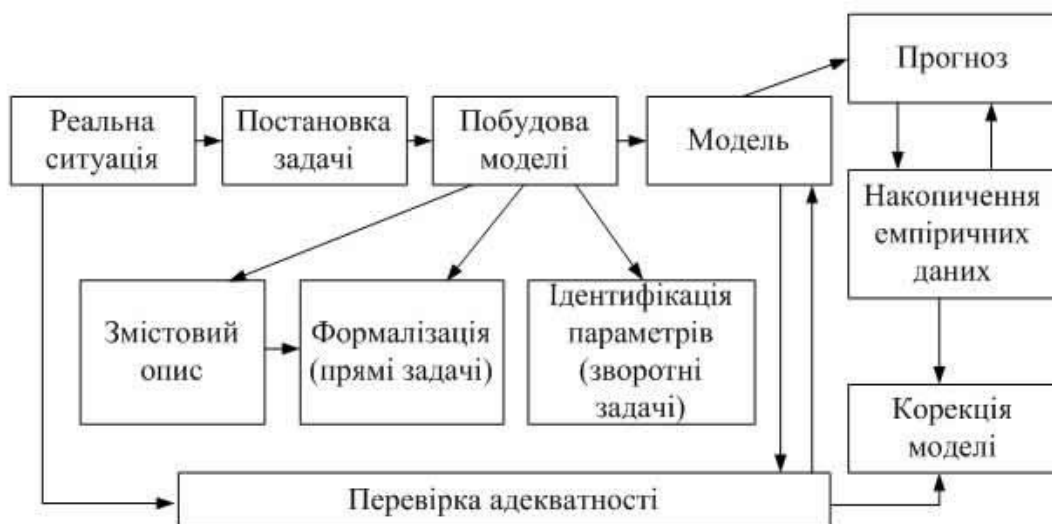 Прогноз
Реальна
ситуація
Постановка
задачі
Побудова
моделі
Модель
Накопичення
емпіричних
даних
Змістовий
опис
Формалізація
(прямі задачі)
Ідентифікація
параметрів
(зворотні
задачі)
Корекція
моделі
Перевірка адекватності